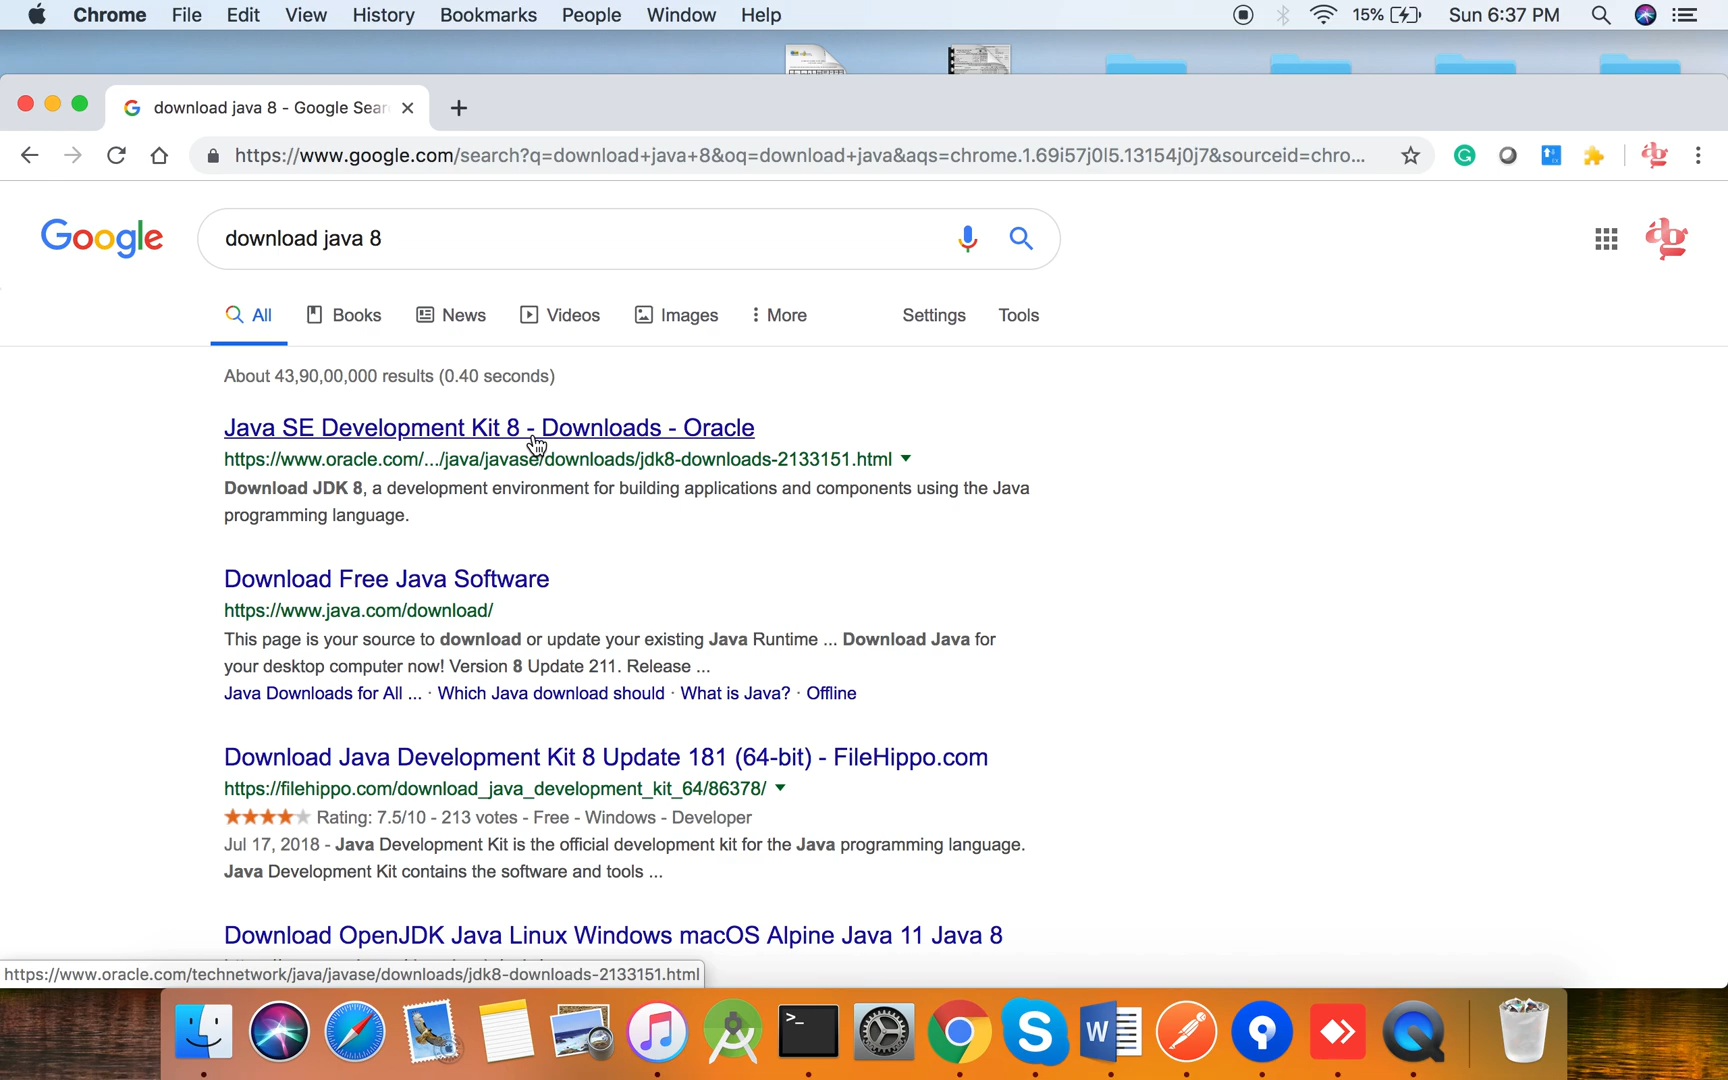 Chrome File Edit View History Bookmarks People Window Help 15% Sun 6:37 PM
download java 8 - Google Sear
https://www.google.com/search?q=download+java+8&oq=download+java&aqs=chrome.1.69i57j0l5.13154j0j7&sourceid=chro...
Google download java 8
All Books News Videos Images More Settings Tools
About 43,90,00,000 results (0.40 seconds)
Java SE Development Kit 8 - Downloads - Oracle
https://www.oracle.com/.../java/javase/downloads/jdk8-downloads-2133151.html
Download JDK 8, a development environment for building applications and components using the Java
programming language.
Download Free Java Software
https://www.java.com/download/
This page is your source to download or update your existing Java Runtime ... Download Java for
your desktop computer now! Version 8 Update 211. Release ...
Java Downloads for All ... · Which Java download should · What is Java? · Offline
Download Java Development Kit 8 Update 181 (64-bit) - FileHippo.com
https://filehippo.com/download_java_development_kit_64/86378/
Rating: 7.5/10 - 213 votes - Free - Windows - Developer
Jul 17, 2018 - Java Development Kit is the official development kit for the Java programming language.
Java Development Kit contains the software and tools ...
Download OpenJDK Java Linux Windows macOS Alpine Java 11 Java 8
https://www.oracle.com/technetwork/java/javase/downloads/jdk8-downloads-2133151.html